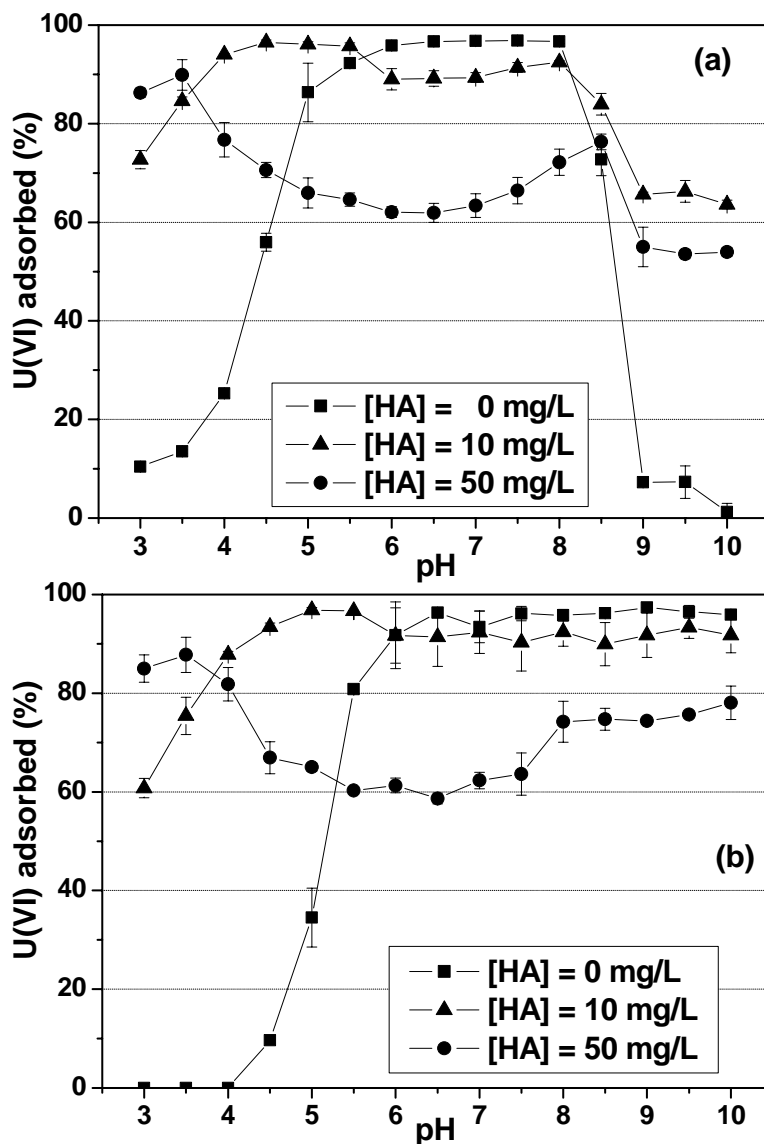 (a)
U(VI) adsorbed (%)
100
80
60
40
20
0
[HA] = 0 mg/L
[HA] = 10 mg/L
[HA] = 50 mg/L
3 4 5 6 7 8 9 10
pH
(b)
U(VI) adsorbed (%)
100
80
60
40
20
0
[HA] = 0 mg/L
[HA] = 10 mg/L
[HA] = 50 mg/L
3 4 5 6 7 8 9 10
pH